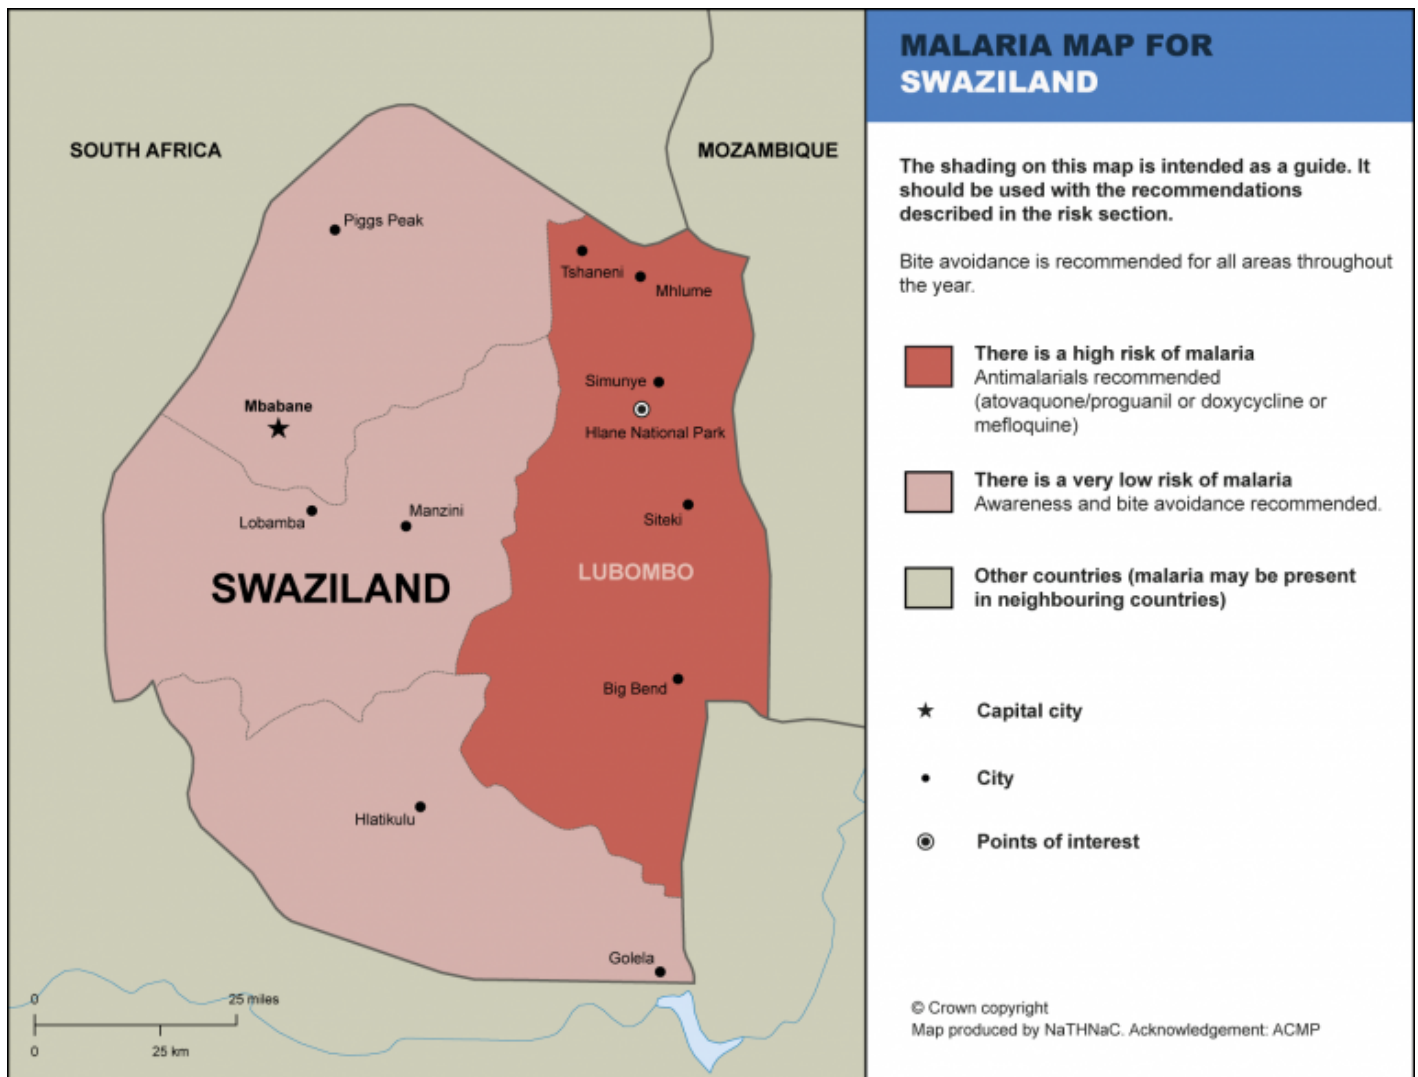 MALARIA MAP FOR
SWAZILAND
SOUTH AFRICA
MOZAMBIQUE
Piggs Peak
Tshaneni
Mhlume
Simunye
Hlane National Park
Mbabane
Lobamba
Manzini
Siteki
SWAZILAND
LUBOMBO
Big Bend
Hlatikulu
Golela
0
25 miles
0
25 km
The shading on this map is intended as a guide. It
should be used with the recommendations
described in the risk section.
Bite avoidance is recommended for all areas throughout
the year.
There is a high risk of malaria
Antimalarials recommended
(atovaquone/proguanil or doxycycline or
mefloquine)
There is a very low risk of malaria
Awareness and bite avoidance recommended.
Other countries (malaria may be present
in neighbouring countries)
Capital city
City
Points of interest
© Crown copyright
Map produced by NaTHNaC. Acknowledgement: ACMP